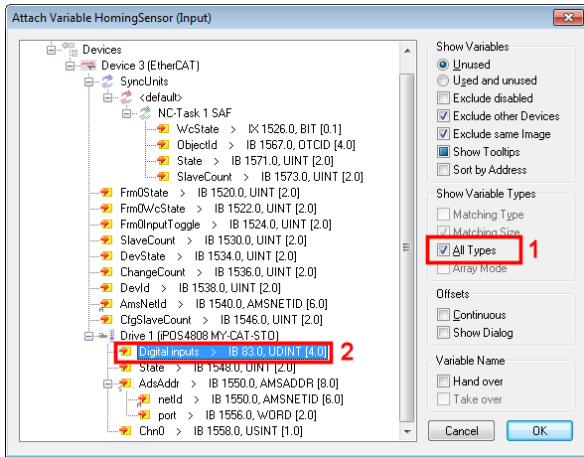 Attach Variable HomingSensor (Input)
Devices
Device 3 (EtherCAT)
SyncUnits
<default>
NC-Task 1 SAF
WcState > IX 1526.0, BIT [0.1]
ObjectId > IB 1567.0, OTCID [4.0]
State > IB 1571.0, UINT [2.0]
SlaveCount > IB 1573.0, UINT [2.0]
Frm0State > IB 1520.0, UINT [2.0]
Frm0WcState > IB 1522.0, UINT [2.0]
Frm0InputToggle > IB 1524.0, UINT [2.0]
SlaveCount > IB 1530.0, UINT [2.0]
DevState > IB 1534.0, UINT [2.0]
ChangeCount > IB 1536.0, UINT [2.0]
DevId > IB 1538.0, UINT [2.0]
AmsNetId > IB 1540.0, AMSNETID [6.0]
CfgSlaveCount > IB 1546.0, UINT [2.0]
Drive 1 (iPOS4808 MY-CAT-STO)
Digital inputs > IB 83.0, UDINT [4.0] 2
State > IB 1548.0, UINT [2.0]
AdsAddr > IB 1550.0, AMSADDR [8.0]
netId > IB 1550.0, AMSNETID [6.0]
port > IB 1556.0, WORD [2.0]
Chn0 > IB 1558.0, USINT [1.0]
Show Variables
Unused
Used and unused
Exclude disabled
Exclude other Devices
Exclude same Image
Show Tooltips
Sort by Address
Show Variable Types
Matching Type
Matching Size
All Types 1
Array Mode
Offsets
Continuous
Show Dialog
Variable Name
Hand over
Take over
Cancel
OK